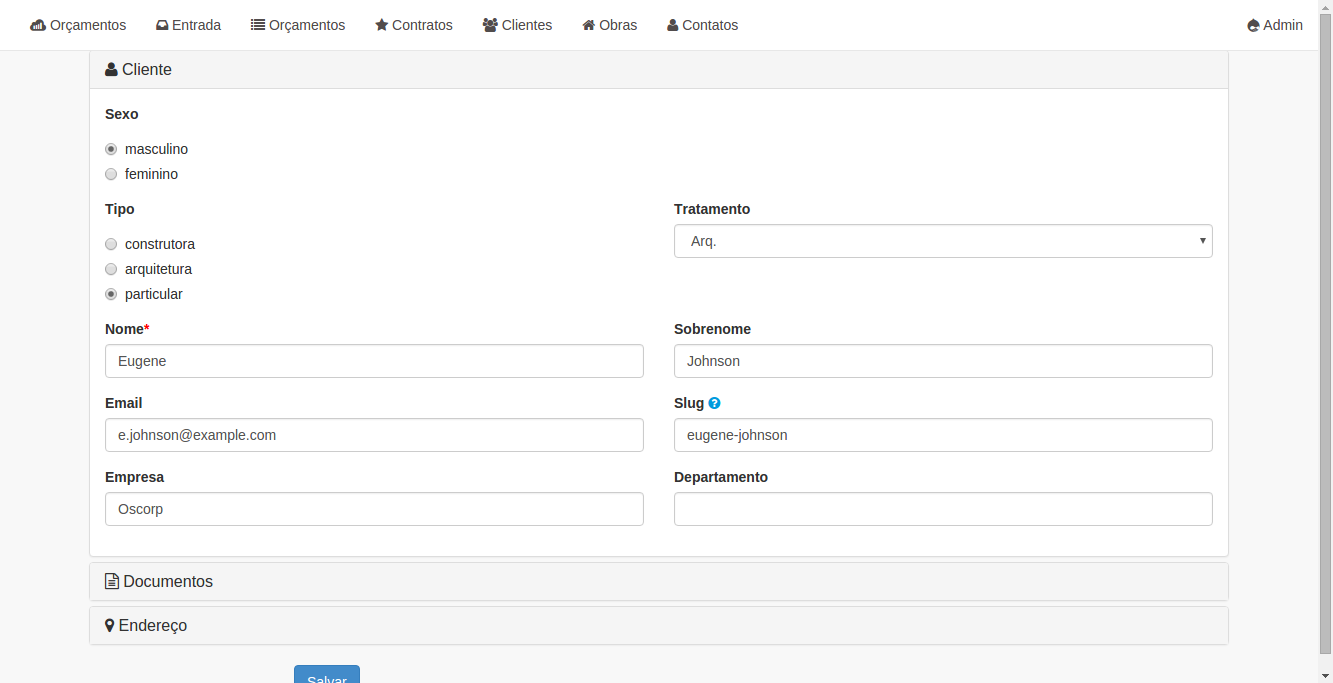 Orçamentos Entrada Orçamentos Contratos Clientes Obras Contatos Admin
Cliente
Sexo
masculino
feminino
Tipo Tratamento
construtora Arq.
arquitetura
particular
Nome* Sobrenome
Eugene Johnson
Email Slug ?
e.johnson@example.com eugene-johnson
Empresa Departamento
Oscorp
Documentos
Endereço
Salvar